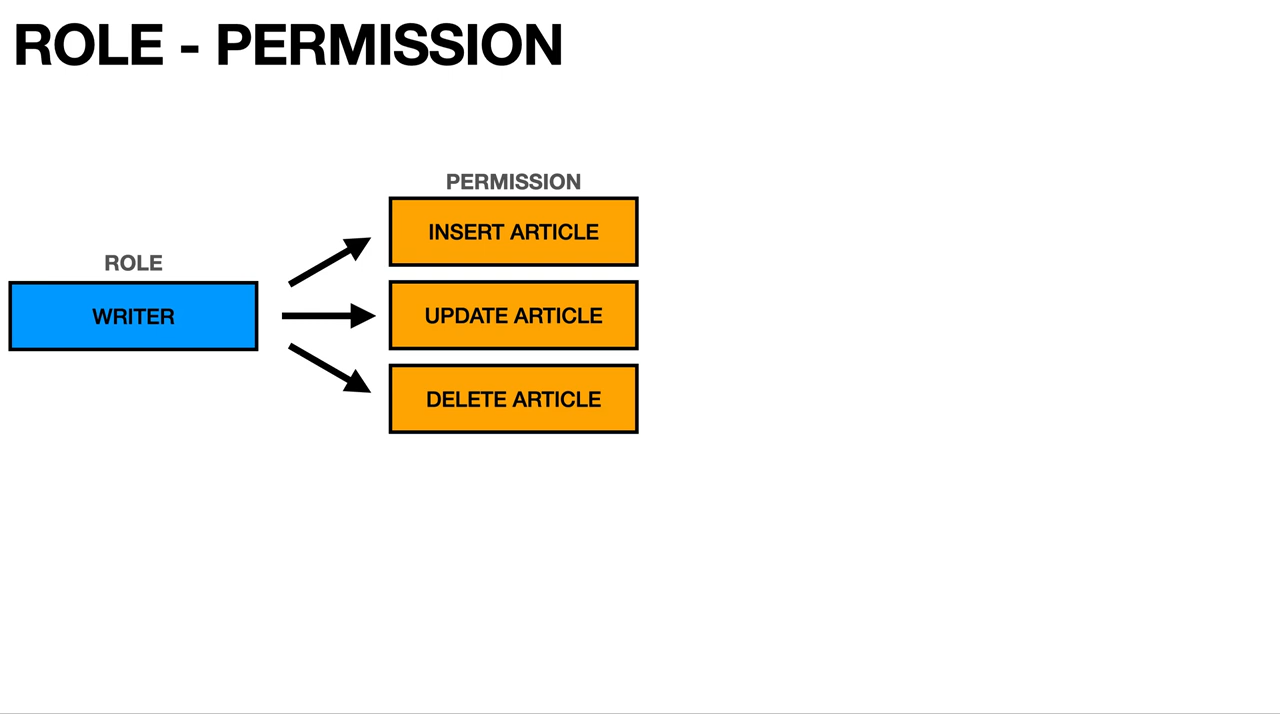 ROLE - PERMISSION
PERMISSION
INSERT ARTICLE
ROLE
WRITER
UPDATE ARTICLE
DELETE ARTICLE